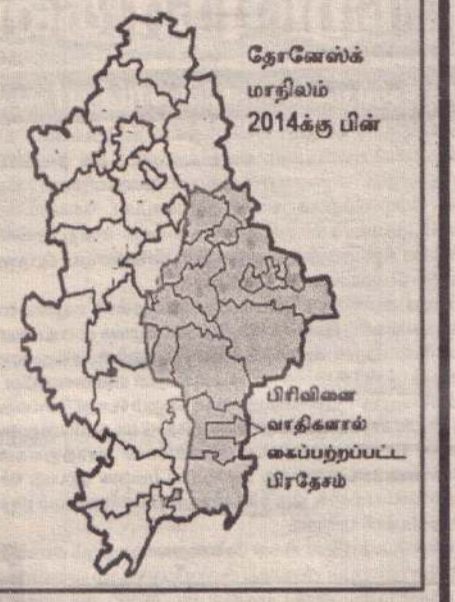 தோனேஸ்க்
மாநிலம்
2014க்கு பின்
பிரிவினை
வாதிகளால்
கைப்பற்றப்பட்ட
பிரதேசம்